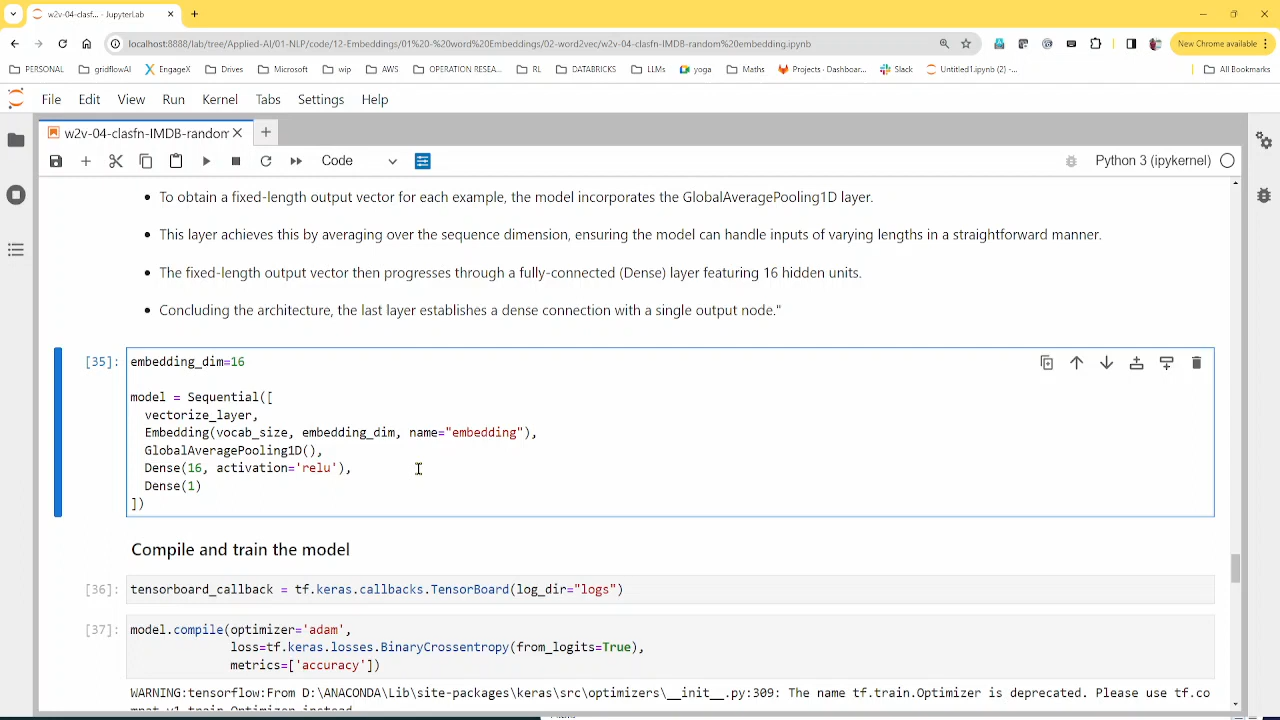 w2v-04-clasf... - JupyterLab
localhost:8888/lab/tree/Applied-AI/01-NLP/code/12_Embeddings/01%20-%20word%20Embeddings/02-word2vec/w2v-04-clasfn-IMDB-random%20embedding.ipynb
New Chrome available
PERSONAL gridflowAI EngageX Drives Microsoft wip AWS OPERATION RESEA... RL DATABRICKS LLMs yoga Maths Projects · Dashboar... Slack Untitled1.ipynb (5) -... All Bookmarks
File Edit View Run Kernel Tabs Settings Help
w2v-04-clasfn-IMDB-random
Code Python 3 (ipykernel)
• To obtain a fixed-length output vector for each example, the model incorporates the GlobalAveragePooling1D layer.
• This layer achieves this by averaging over the sequence dimension, ensuring the model can handle inputs of varying lengths in a straightforward manner.
• The fixed-length output vector then progresses through a fully-connected (Dense) layer featuring 16 hidden units.
• Concluding the architecture, the last layer establishes a dense connection with a single output node."
[35]: embedding_dim=16
model = Sequential([
vectorize_layer,
Embedding(vocab_size, embedding_dim, name="embedding"),
GlobalAveragePooling1D(),
Dense(16, activation='relu'),
Dense(1)
])
Compile and train the model
[36]: tensorboard_callback = tf.keras.callbacks.TensorBoard(log_dir="logs")
[37]: model.compile(optimizer='adam',
loss=tf.keras.losses.BinaryCrossentropy(from_logits=True),
metrics=['accuracy'])
WARNING:tensorflow:From D:\ANACONDA\Lib\site-packages\keras\src\optimizers\__init__.py:309: The name tf.train.Optimizer is deprecated. Please use tf.co
mpat.v1.train.Optimizer instead.